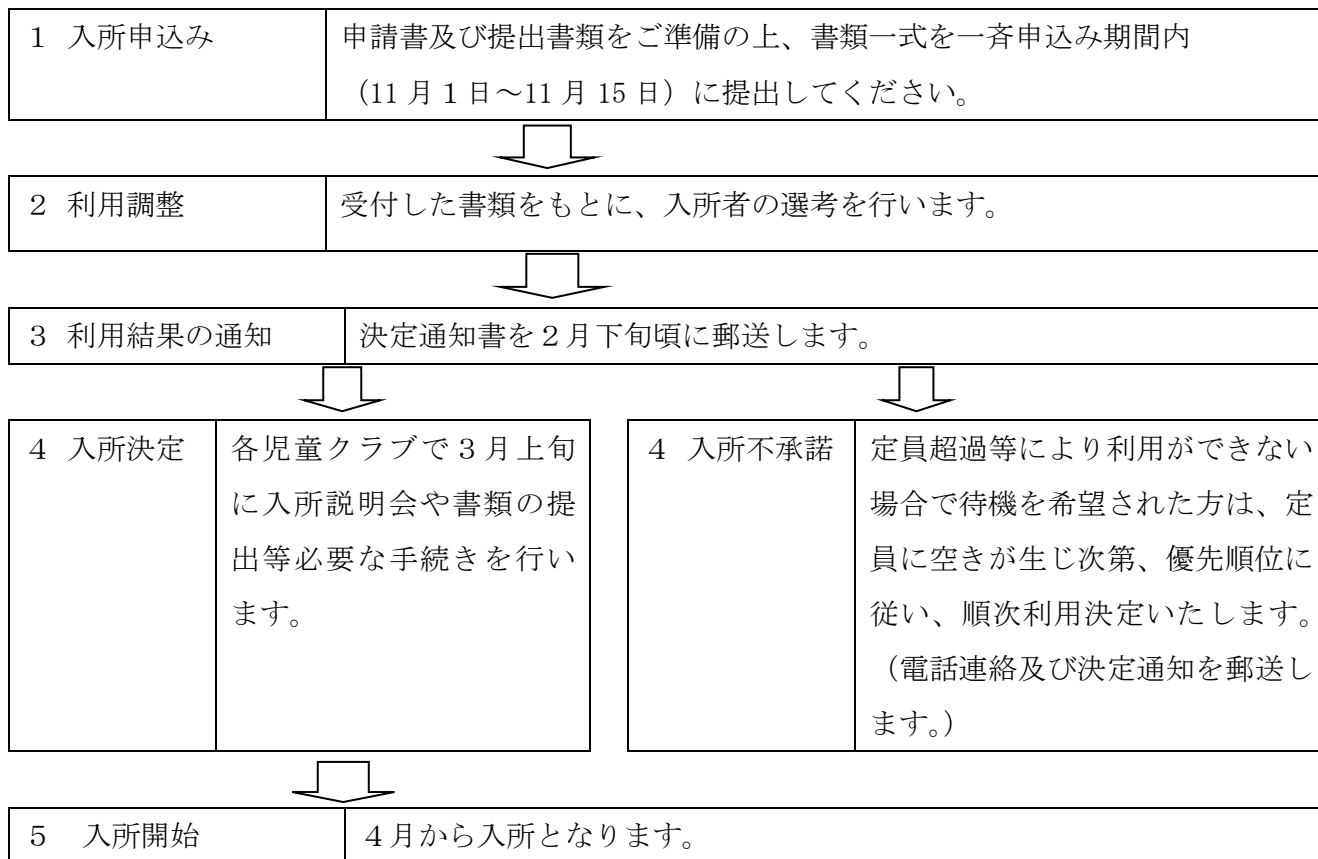 １ 入所申込み
申請書及び提出書類をご準備の上、書類一式を一斉申込み期間内
（11月１日～11月15日）に提出してください。
２ 利用調整
受付した書類をもとに、入所者の選考を行います。
３ 利用結果の通知
決定通知書を２月下旬頃に郵送します。
４ 入所決定
各児童クラブで３月上旬
に入所説明会や書類の提
出等必要な手続きを行い
ます。
４ 入所不承諾
定員超過等により利用ができない
場合で待機を希望された方は、定
員に空きが生じ次第、優先順位に
従い、順次利用決定いたします。
（電話連絡及び決定通知を郵送し
ます。）
５ 入所開始
４月から入所となります。